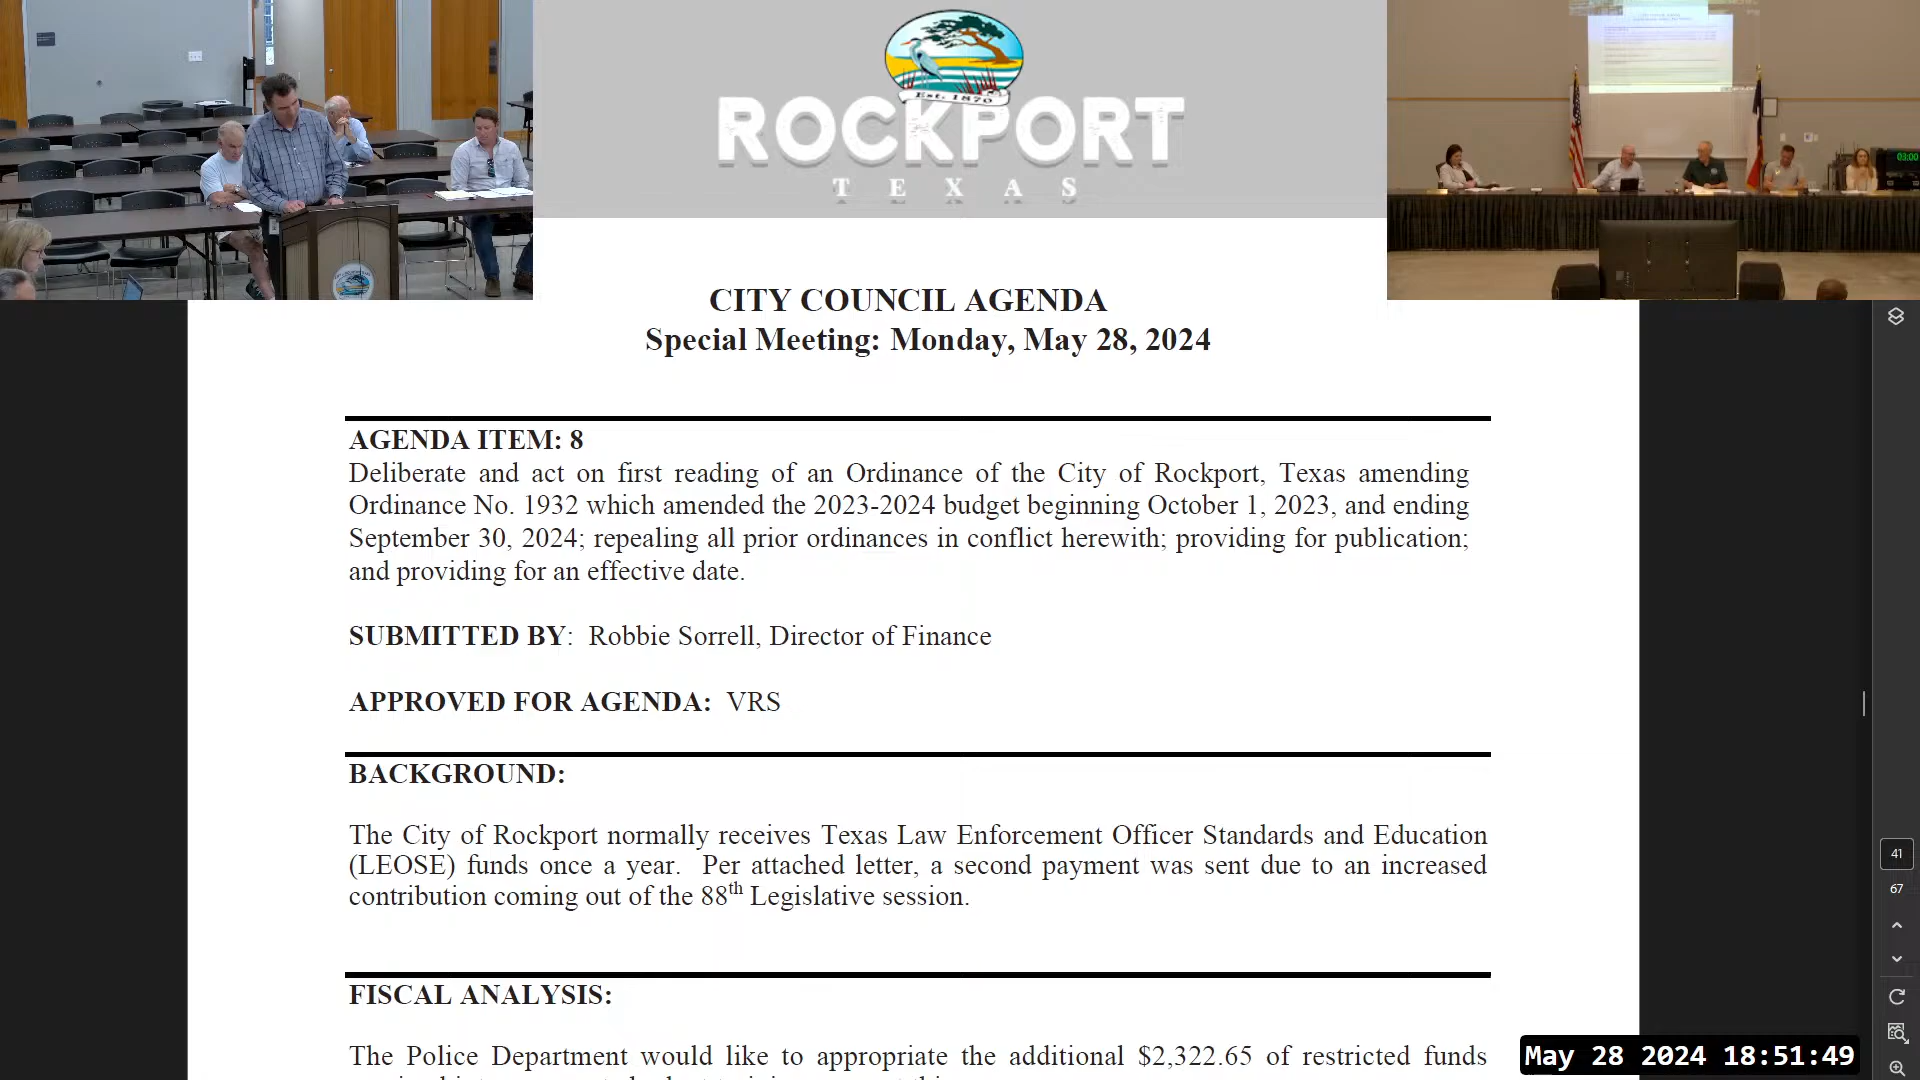 Est. 1870
ROCKPORT
TEXAS
03:00
CITY COUNCIL AGENDA
Special Meeting: Monday, May 28, 2024
AGENDA ITEM: 8
Deliberate and act on first reading of an Ordinance of the City of Rockport, Texas amending
Ordinance No. 1932 which amended the 2023-2024 budget beginning October 1, 2023, and ending
September 30, 2024; repealing all prior ordinances in conflict herewith; providing for publication;
and providing for an effective date.
SUBMITTED BY: Robbie Sorrell, Director of Finance
APPROVED FOR AGENDA: VRS
BACKGROUND:
The City of Rockport normally receives Texas Law Enforcement Officer Standards and Education
(LEOSE) funds once a year. Per attached letter, a second payment was sent due to an increased
contribution coming out of the 88th Legislative session.
FISCAL ANALYSIS:
The Police Department would like to appropriate the additional $2,322.65 of restricted funds
41
67
May 28 2024 18:51:49